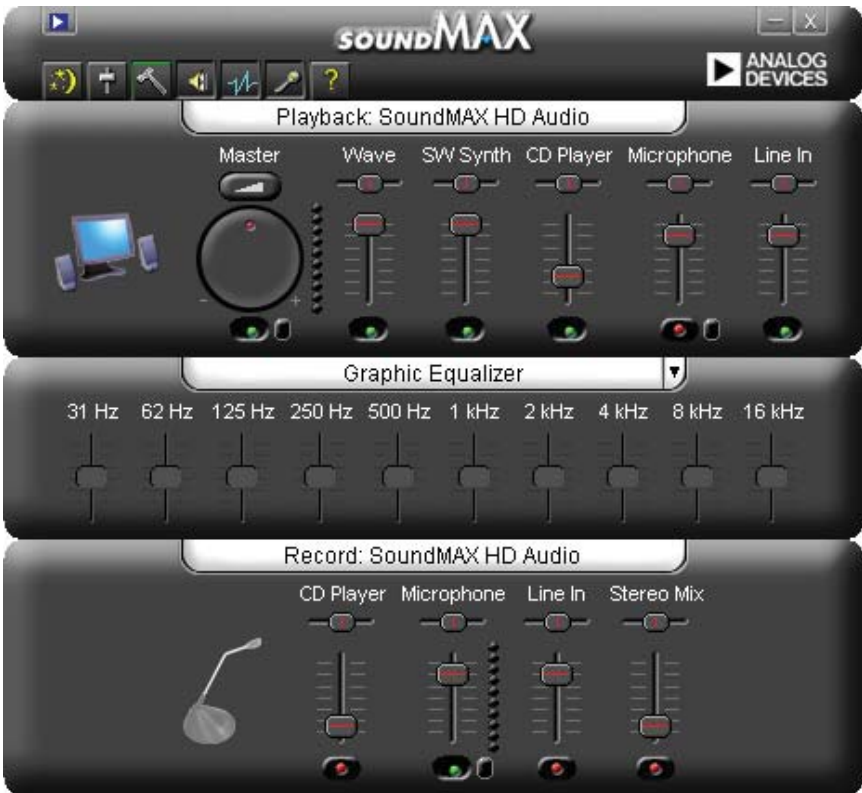 SOUNDMAX
ANALOG
DEVICES
?
Playback: SoundMAX HD Audio
Master Wave SW Synth CD Player Microphone Line In
- +
Graphic Equalizer
31 Hz 62 Hz 125 Hz 250 Hz 500 Hz 1 kHz 2 kHz 4 kHz 8 kHz 16 kHz
Record: SoundMAX HD Audio
CD Player Microphone Line In Stereo Mix